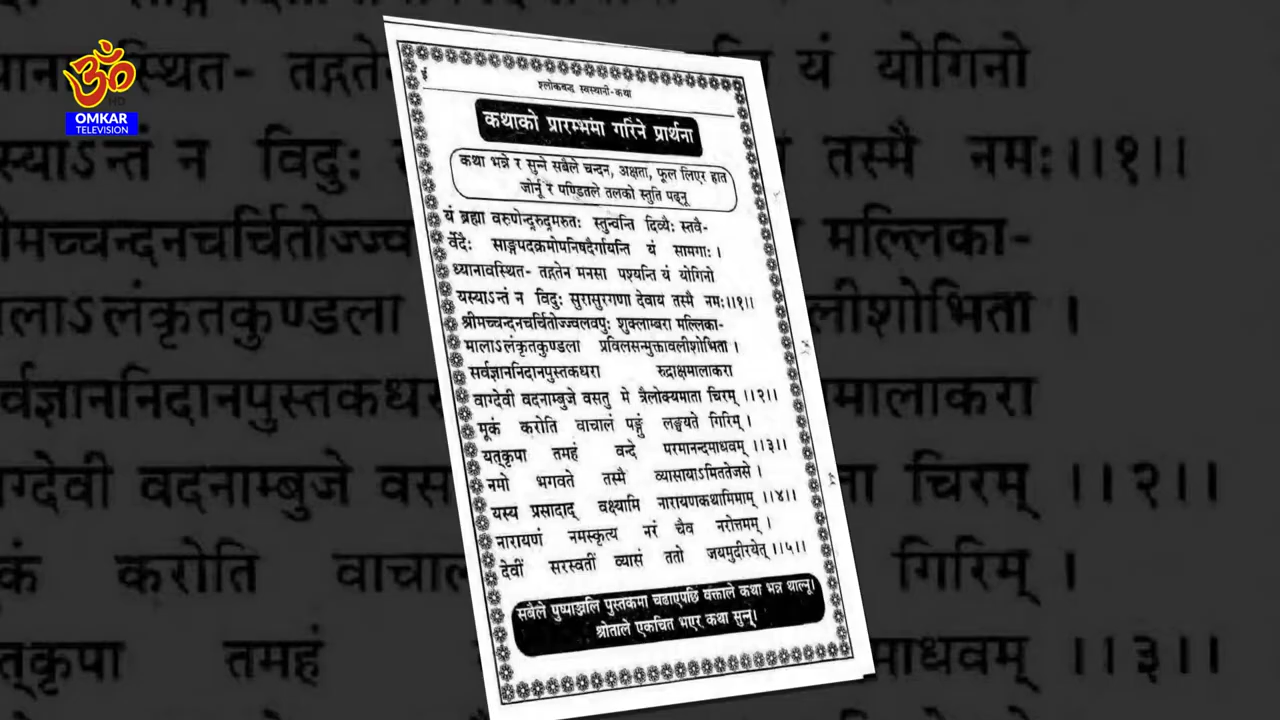 ॐ
HD
OMKAR
TELEVISION
श्लोकबद्ध स्वस्थानी-कथा
कथाको प्रारम्भमा गरिने प्रार्थना
कथा भन्ने र सुन्ने सबैले चन्दन, अक्षता, फूल लिएर हात
जोर्नू र पण्डितले तलको स्तुति पढ्नू
यं ब्रह्मा वरुणेन्द्ररुद्रमरुतः स्तुन्वन्ति दिव्यैः स्तवै-
र्वेदैः साङ्गपदक्रमोपनिषदैर्गायन्ति यं सामगाः ।
ध्यानावस्थित- तद्गतेन मनसा पश्यन्ति यं योगिनो
यस्याऽन्तं न विदुः सुरासुरगणा देवाय तस्मै नमः।।१।।
श्रीमच्चन्दनचर्चितोज्ज्वलवपुः शुक्लाम्बरा मल्लिका-
मालाऽलंकृतकुण्डला प्रविलसन्मुक्तावलीशोभिता ।
सर्वज्ञाननिदानपुस्तकधरा रुद्राक्षमालाकरा
वाग्देवी वदनाम्बुजे वसतु मे त्रैलोक्यमाता चिरम् ।।२।।
मूकं करोति वाचालं पङ्गुं लङ्घयते गिरिम् ।
यत्कृपा तमहं वन्दे परमानन्दमाधवम् ।।३।।
नमो भगवते तस्मै व्यासायाऽमिततेजसे ।
यस्य प्रसादाद् वक्ष्यामि नारायणकथामिमाम् ।।४।।
नारायणं नमस्कृत्य नरं चैव नरोत्तमम् ।
देवीं सरस्वतीं व्यासं ततो जयमुदीरयेत् ।।५।।
सबैले पुष्पाञ्जलि पुस्तकमा चढाएपछि वक्ताले कथा भन्न थाल्नू।
श्रोताले एकचित भएर कथा सुन्नू।